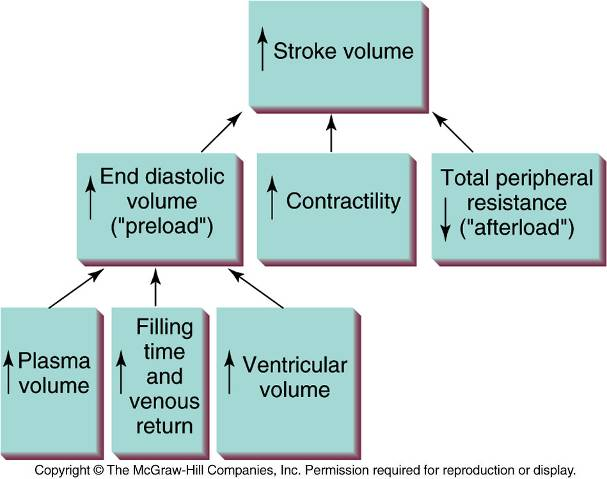 Stroke volume
End diastolic
volume
("preload")
Contractility
Total peripheral
resistance
("afterload")
Plasma
volume
Filling
time
and
venous
return
Ventricular
volume
Copyright © The McGraw-Hill Companies, Inc. Permission required for reproduction or display.